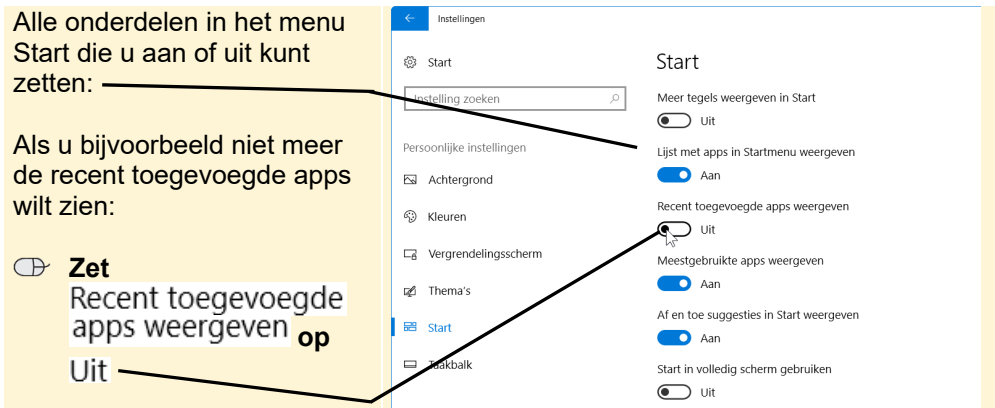 Alle onderdelen in het menu
Start die u aan of uit kunt
zetten:
Als u bijvoorbeeld niet meer
de recent toegevoegde apps
wilt zien:
Zet
Recent toegevoegde
apps weergeven op
Uit
Instellingen
Start
Instelling zoeken
Persoonlijke instellingen
Achtergrond
Kleuren
Vergrendelingsscherm
Thema's
Start
Taakbalk
Start
Meer tegels weergeven in Start
Uit
Lijst met apps in Startmenu weergeven
Aan
Recent toegevoegde apps weergeven
Uit
Meestgebruikte apps weergeven
Aan
Af en toe suggesties in Start weergeven
Aan
Start in volledig scherm gebruiken
Uit